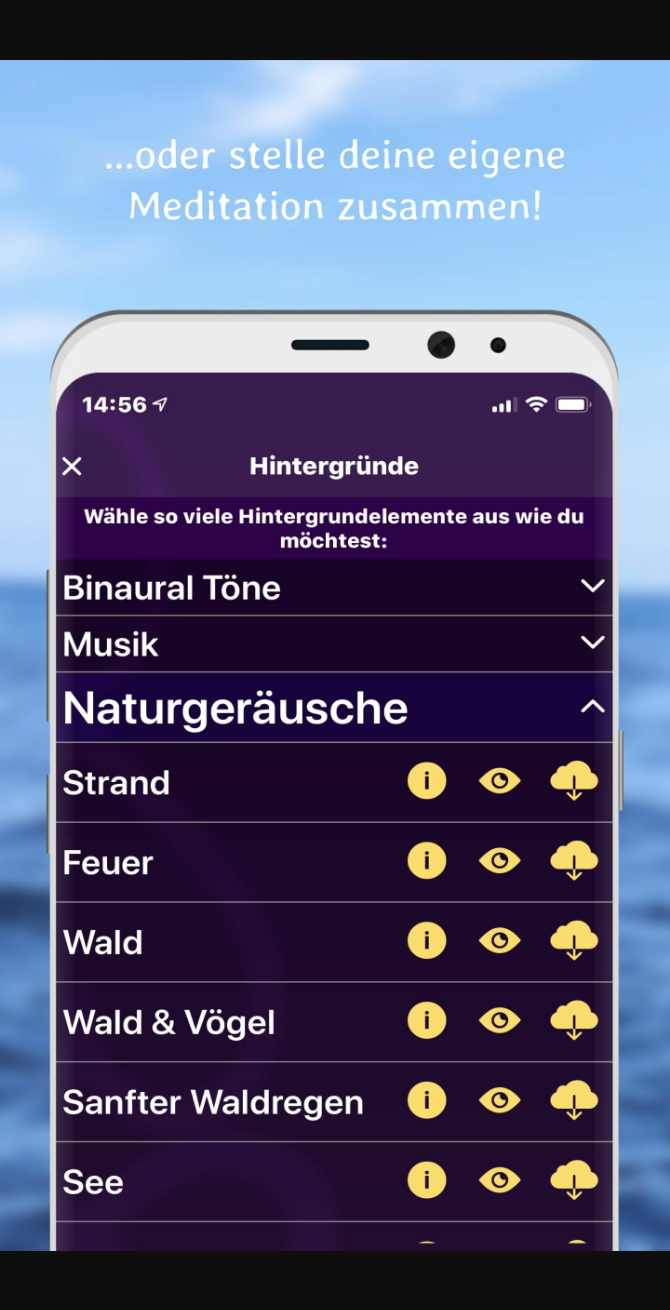 ...oder stelle deine eigene
Meditation zusammen!
14:56
Hintergründe
Wähle so viele Hintergrundelemente aus wie du
möchtest:
Binaural Töne
Musik
Naturgeräusche
Strand
Feuer
Wald
Wald & Vögel
Sanfter Waldregen
See